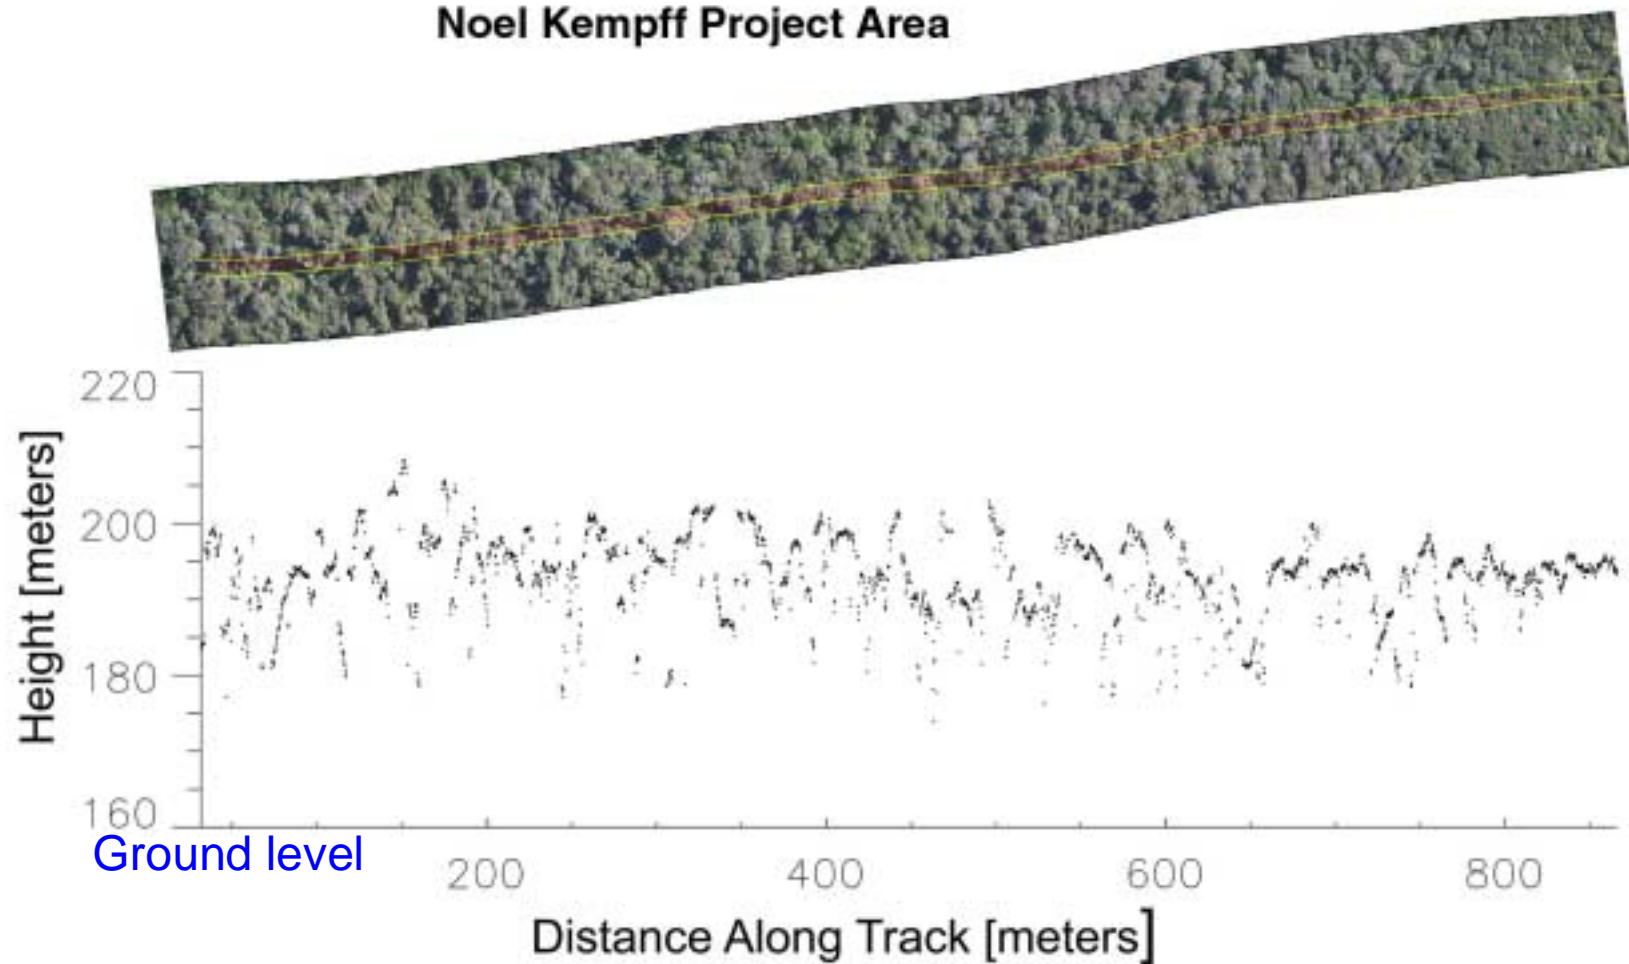 Noel Kempff Project Area
220
200
180
160
Height [meters]
Ground level
200
400
600
800
Distance Along Track [meters]